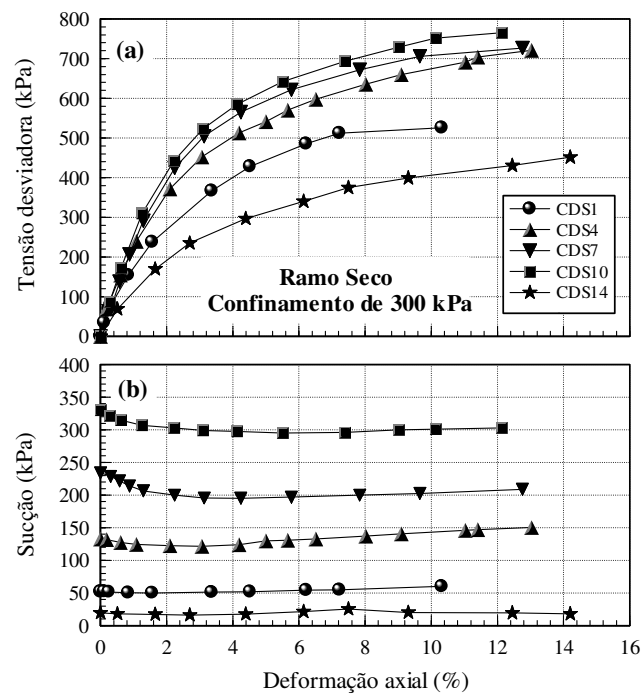 800
700
600
500
400
300
200
100
0
Tensão desviadora (kPa)
(a)
CDS1
CDS4
CDS7
CDS10
CDS14
Ramo Seco
Confinamento de 300 kPa
400
350
300
250
200
150
100
50
0
Sucção (kPa)
(b)
0 2 4 6 8 10 12 14 16
Deformação axial (%)